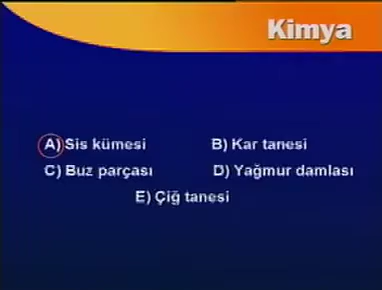 Kimya
A) Sis kümesi B) Kar tanesi
C) Buz parçası D) Yağmur damlası
E) Çiğ tanesi